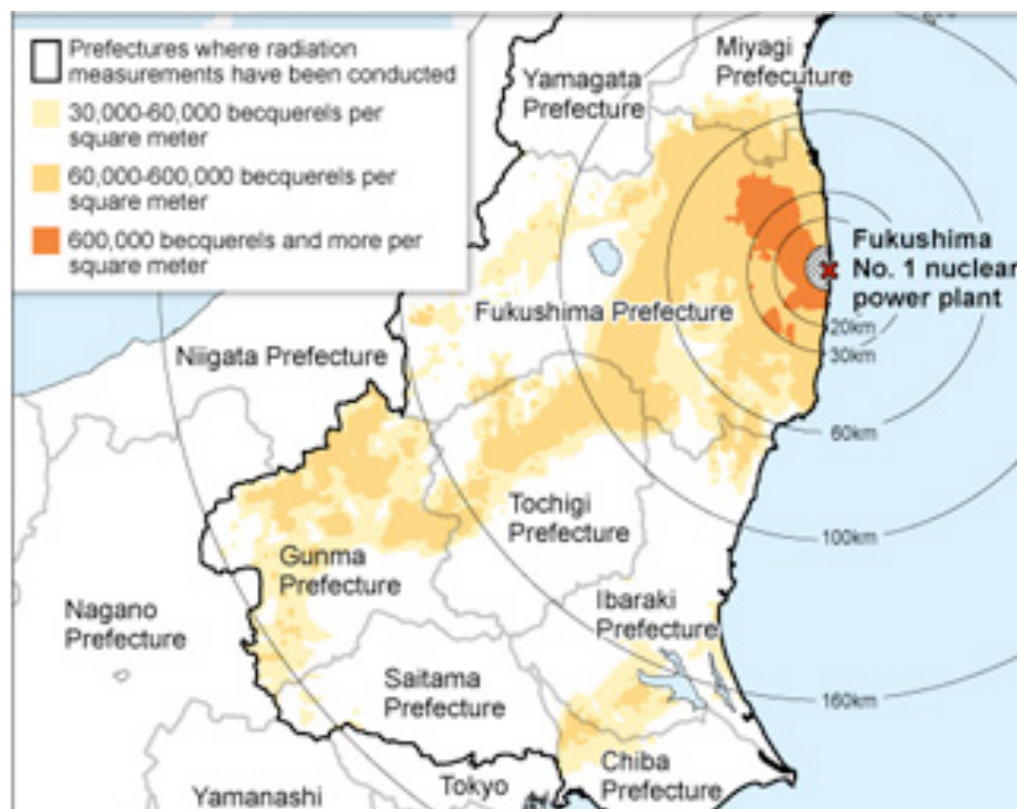 Prefectures where radiation
measurements have been conducted
30,000-60,000 becquerels per
square meter
60,000-600,000 becquerels per
square meter
600,000 becquerels and more per
square meter
Miyagi
Prefecuture
Yamagata
Prefecture
Fukushima
No. 1 nuclear
power plant
Fukushima Prefecture
20km
30km
Niigata Prefecture
60km
Tochigi
Prefecture
100km
Gunma
Prefecture
Ibaraki
Prefecture
Nagano
Prefecture
Saitama
Prefecture
160km
Chiba
Prefecture
Tokyo
Yamanashi